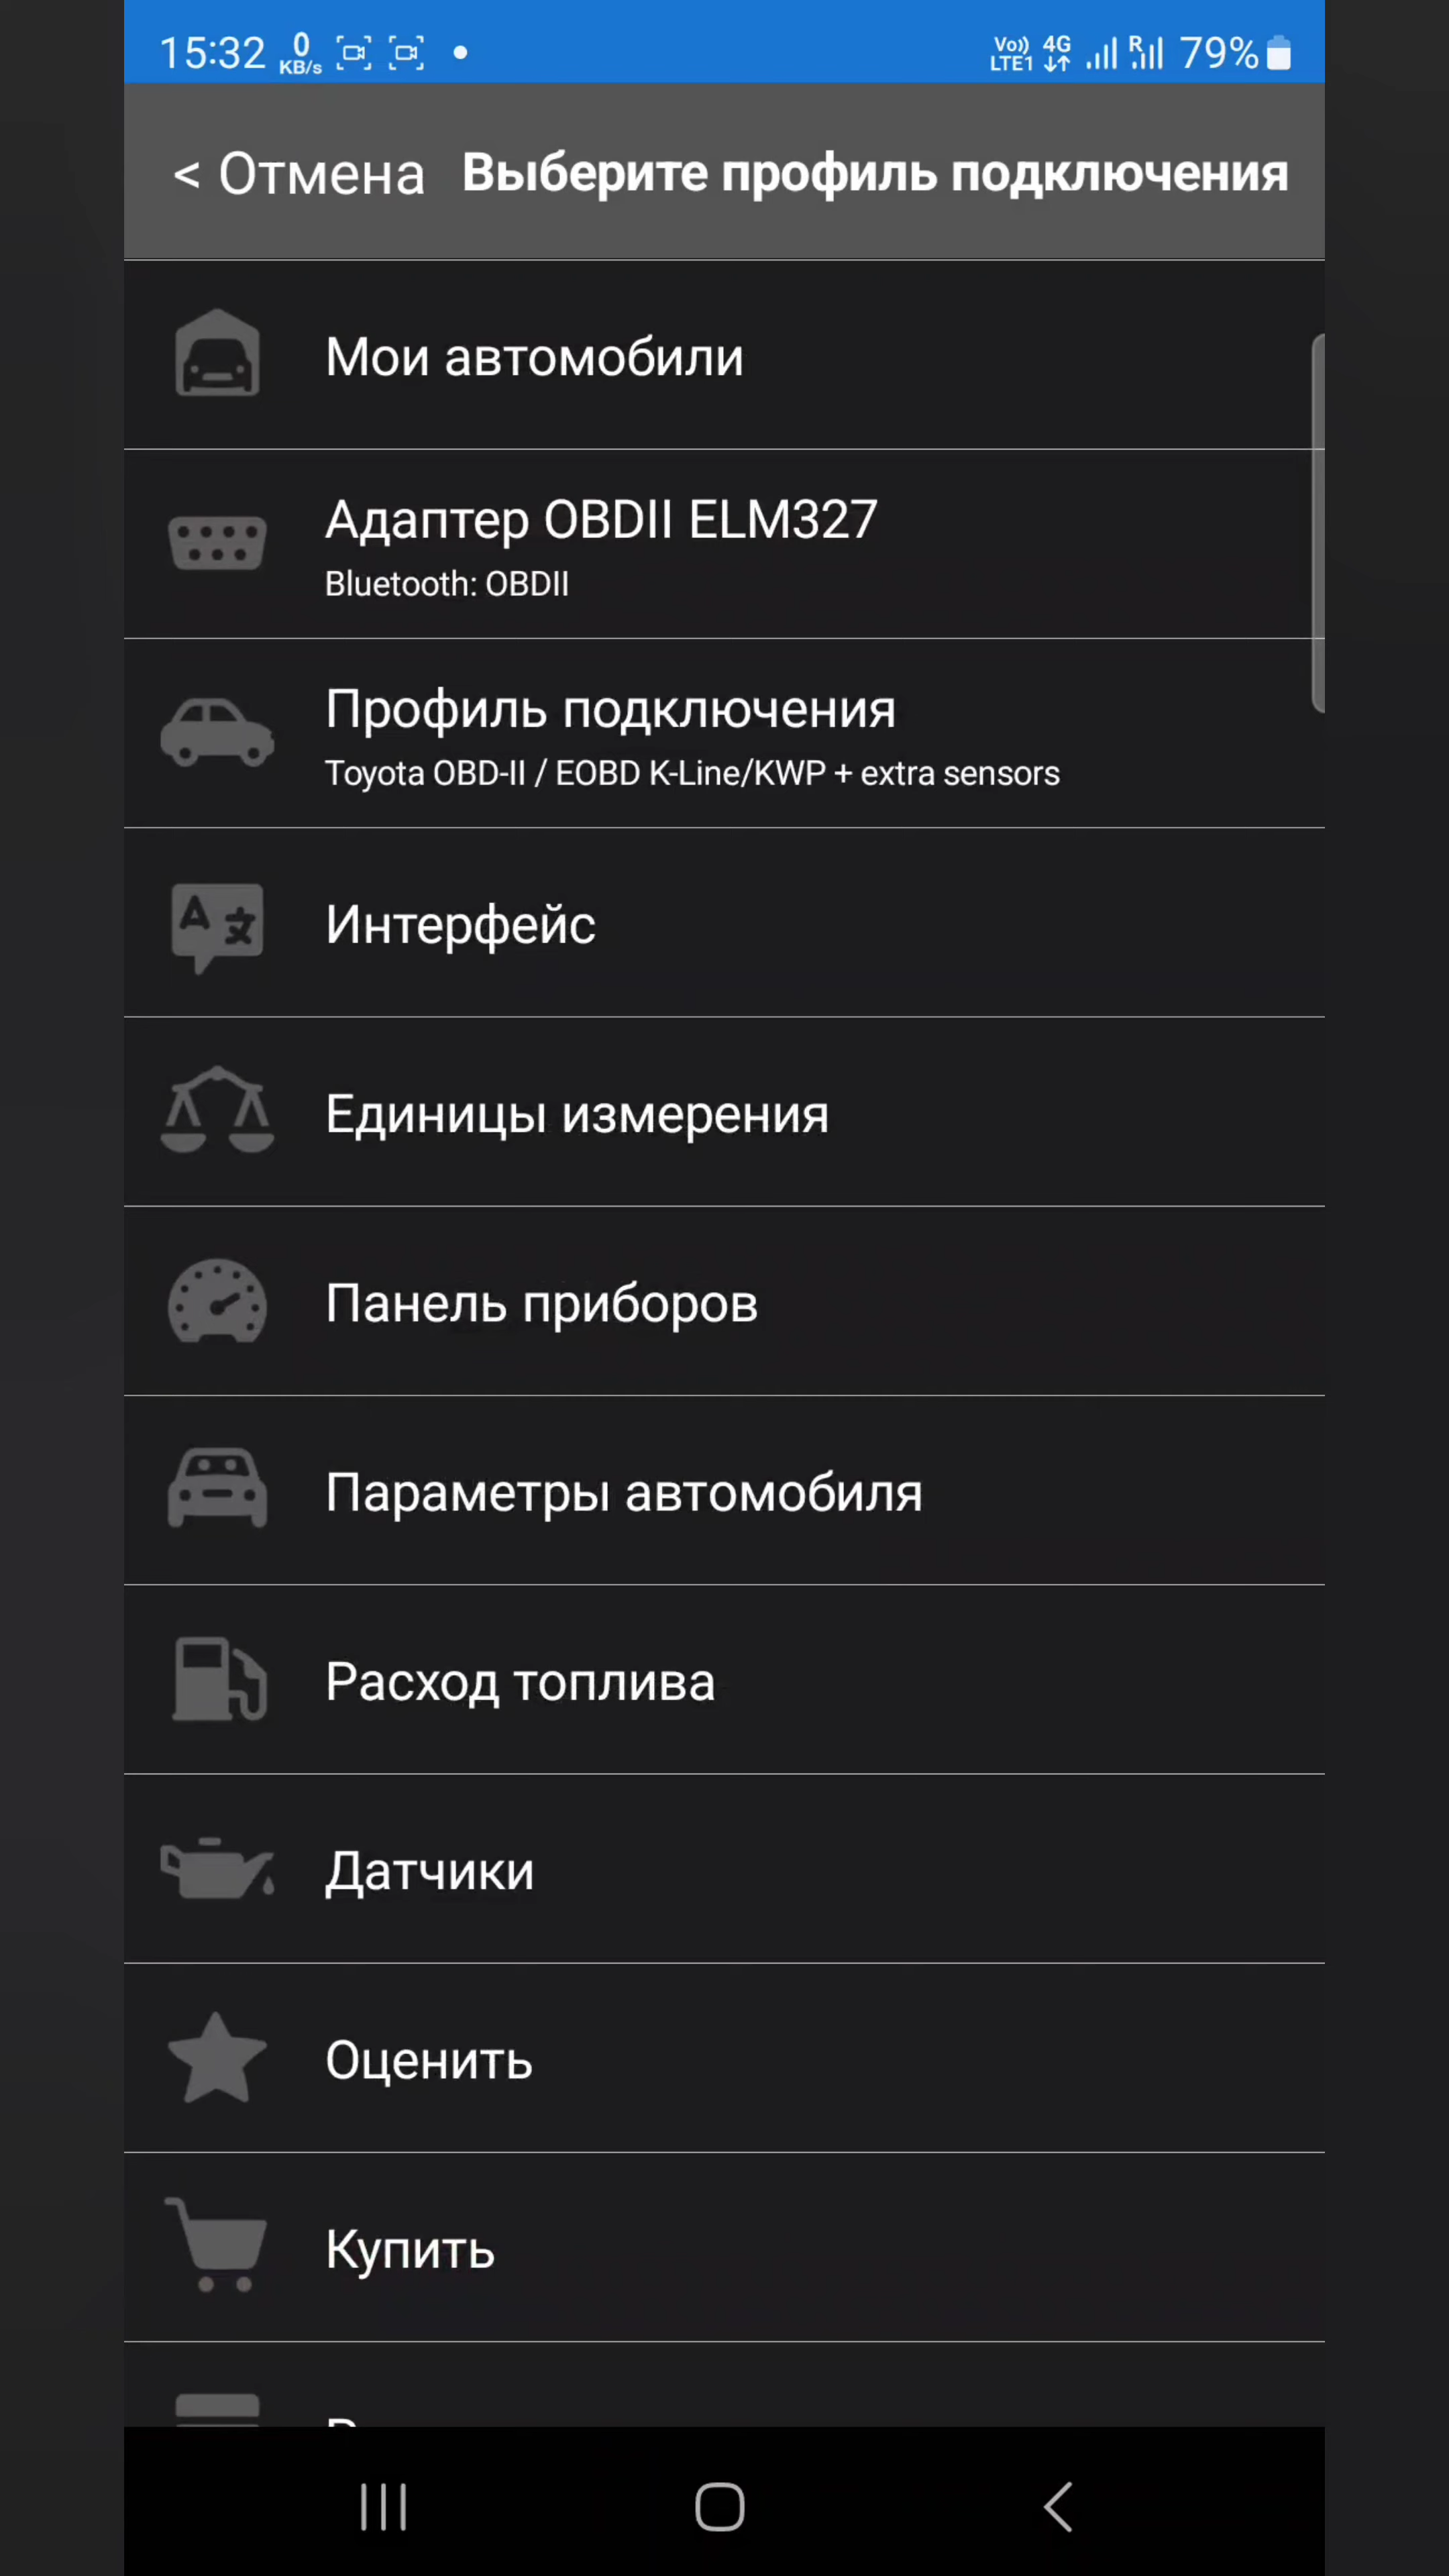 15:32 0 KB/s Vo)) LTE1 4G R 79%
< Отмена Выберите профиль подключения
Мои автомобили
Адаптер OBDII ELM327
Bluetooth: OBDII
Профиль подключения
Toyota OBD-II / EOBD K-Line/KWP + extra sensors
A 文
Интерфейс
Единицы измерения
Панель приборов
Параметры автомобиля
Расход топлива
Датчики
Оценить
Купить